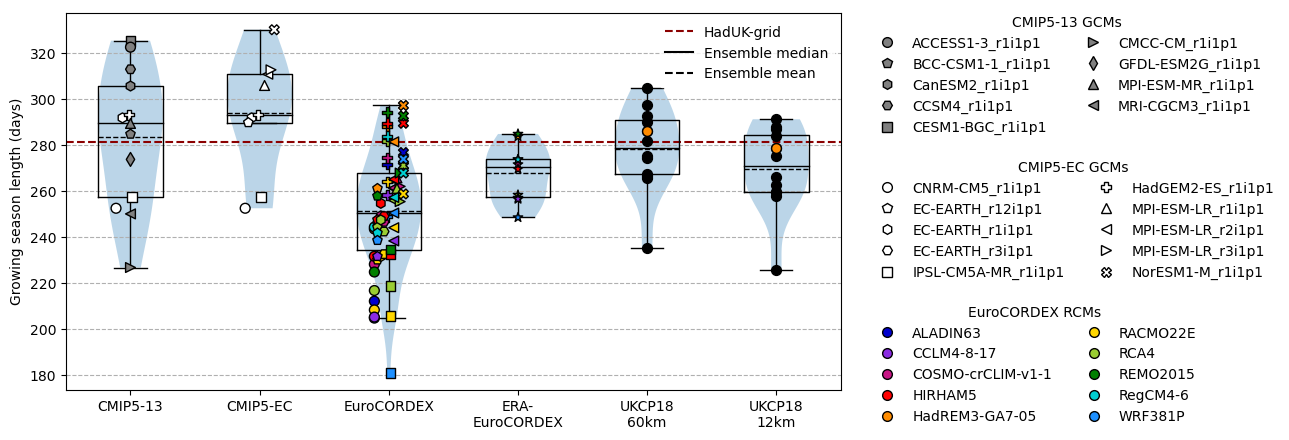 Growing season length (days)
320
300
280
260
240
220
200
180
HadUK-grid
Ensemble median
Ensemble mean
CMIP5-13
CMIP5-EC
EuroCORDEX
ERA-
EuroCORDEX
UKCP18
60km
UKCP18
12km
CMIP5-13 GCMs
ACCESS1-3_r1i1p1
BCC-CSM1-1_r1i1p1
CanESM2_r1i1p1
CCSM4_r1i1p1
CESM1-BGC_r1i1p1
CMCC-CM_r1i1p1
GFDL-ESM2G_r1i1p1
MPI-ESM-MR_r1i1p1
MRI-CGCM3_r1i1p1
CMIP5-EC GCMs
CNRM-CM5_r1i1p1
EC-EARTH_r12i1p1
EC-EARTH_r1i1p1
EC-EARTH_r3i1p1
IPSL-CM5A-MR_r1i1p1
HadGEM2-ES_r1i1p1
MPI-ESM-LR_r1i1p1
MPI-ESM-LR_r2i1p1
MPI-ESM-LR_r3i1p1
NorESM1-M_r1i1p1
EuroCORDEX RCMs
ALADIN63
CCLM4-8-17
COSMO-crCLIM-v1-1
HIRHAM5
HadREM3-GA7-05
RACMO22E
RCA4
REMO2015
RegCM4-6
WRF381P